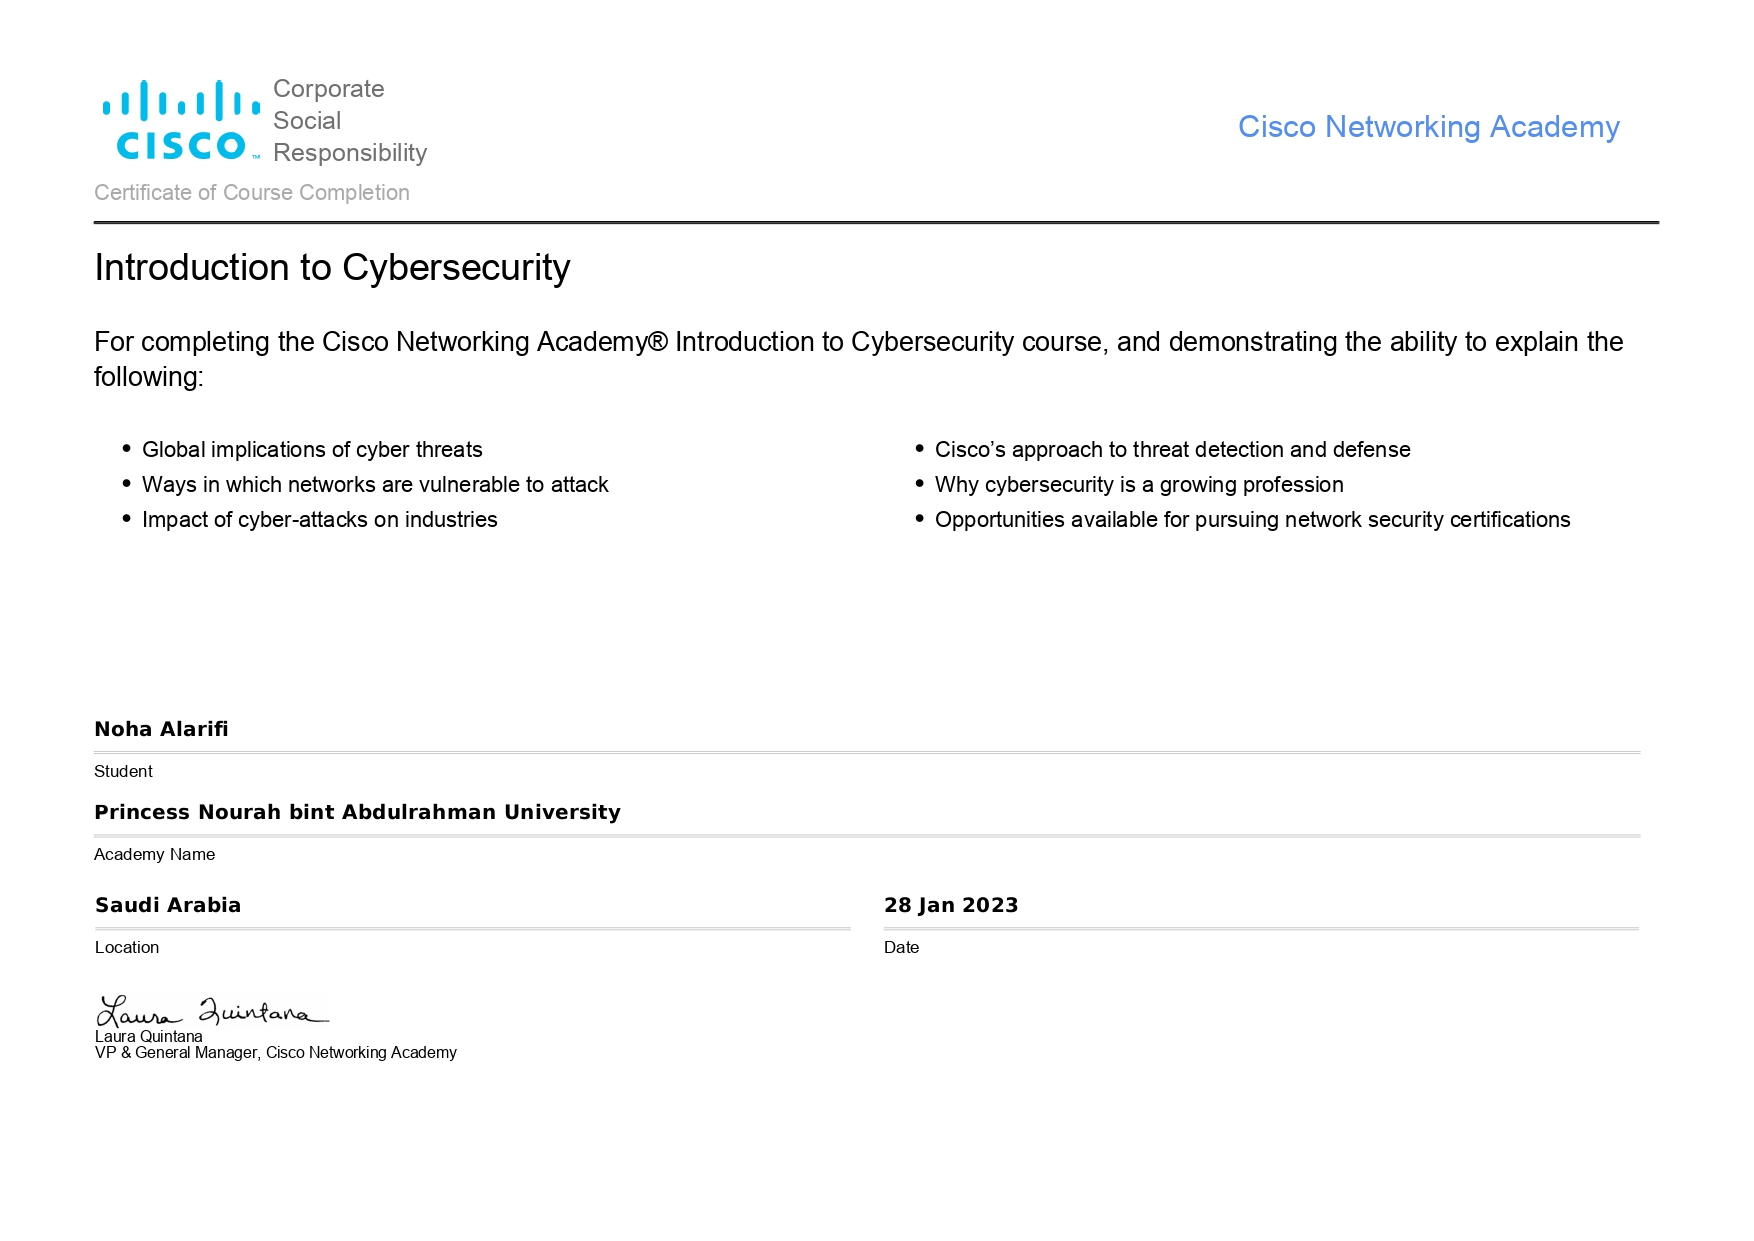 Corporate
Social
Responsibility
CISCO™
Cisco Networking Academy
Certificate of Course Completion
Introduction to Cybersecurity
For completing the Cisco Networking Academy® Introduction to Cybersecurity course, and demonstrating the ability to explain the
following:
• Global implications of cyber threats
• Ways in which networks are vulnerable to attack
• Impact of cyber-attacks on industries
• Cisco’s approach to threat detection and defense
• Why cybersecurity is a growing profession
• Opportunities available for pursuing network security certifications
Noha Alarifi
Student
Princess Nourah bint Abdulrahman University
Academy Name
Saudi Arabia
Location
28 Jan 2023
Date
Laura Quintana
Laura Quintana
VP & General Manager, Cisco Networking Academy